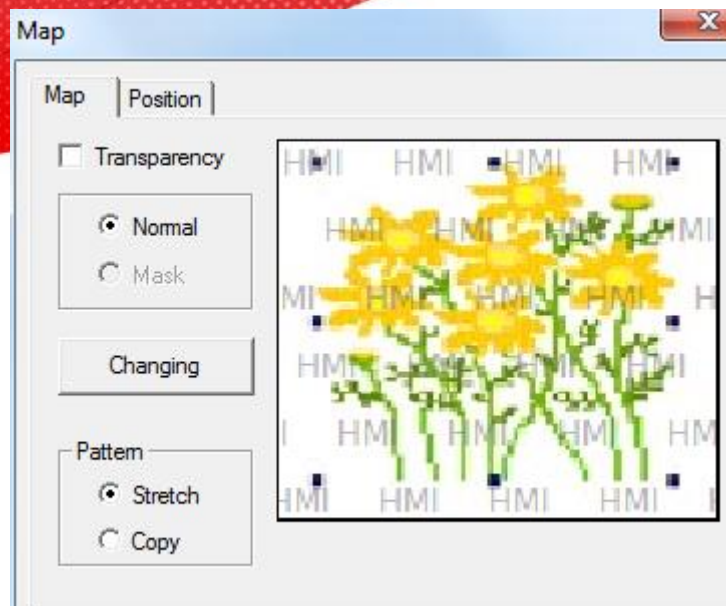 Map
Map Position
Transparency
Normal
Mask
Changing
Pattern
Stretch
Copy
HMI HMI HMI
HMI HMI HMI HMI
HMI HMI HMI HMI
HMI HMI HMI HMI
HMI HMI HMI HM
HMI HMI HMI HMI